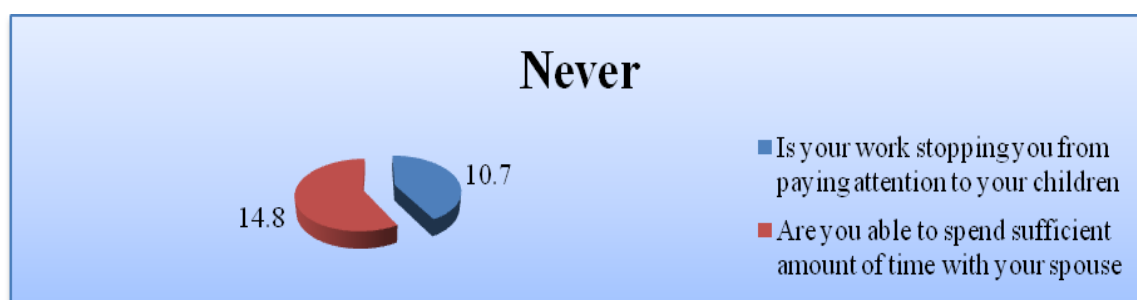 Never
10.7
14.8
Is your work stopping you from
paying attention to your children
Are you able to spend sufficient
amount of time with your spouse